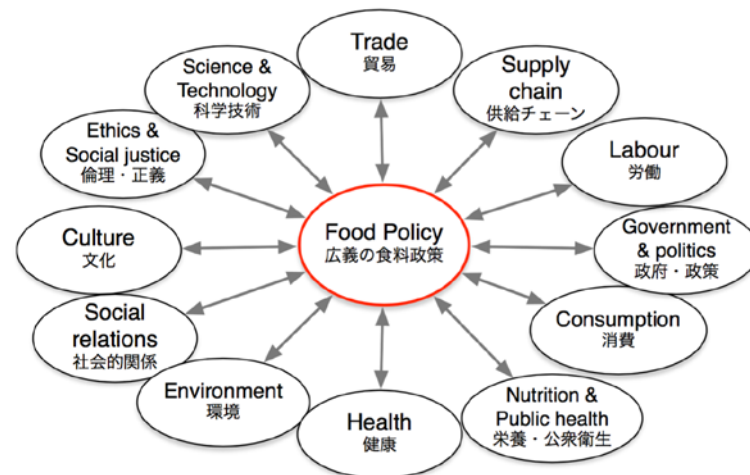 Trade
貿易
Science &
Technology
科学技術
Supply
chain
供給チェーン
Ethics &
Social justice
倫理・正義
Labour
労働
Culture
文化
Food Policy
広義の食料政策
Government
& politics
政府・政策
Social
relations
社会的関係
Consumption
消費
Environment
環境
Health
健康
Nutrition &
Public health
栄養・公衆衛生